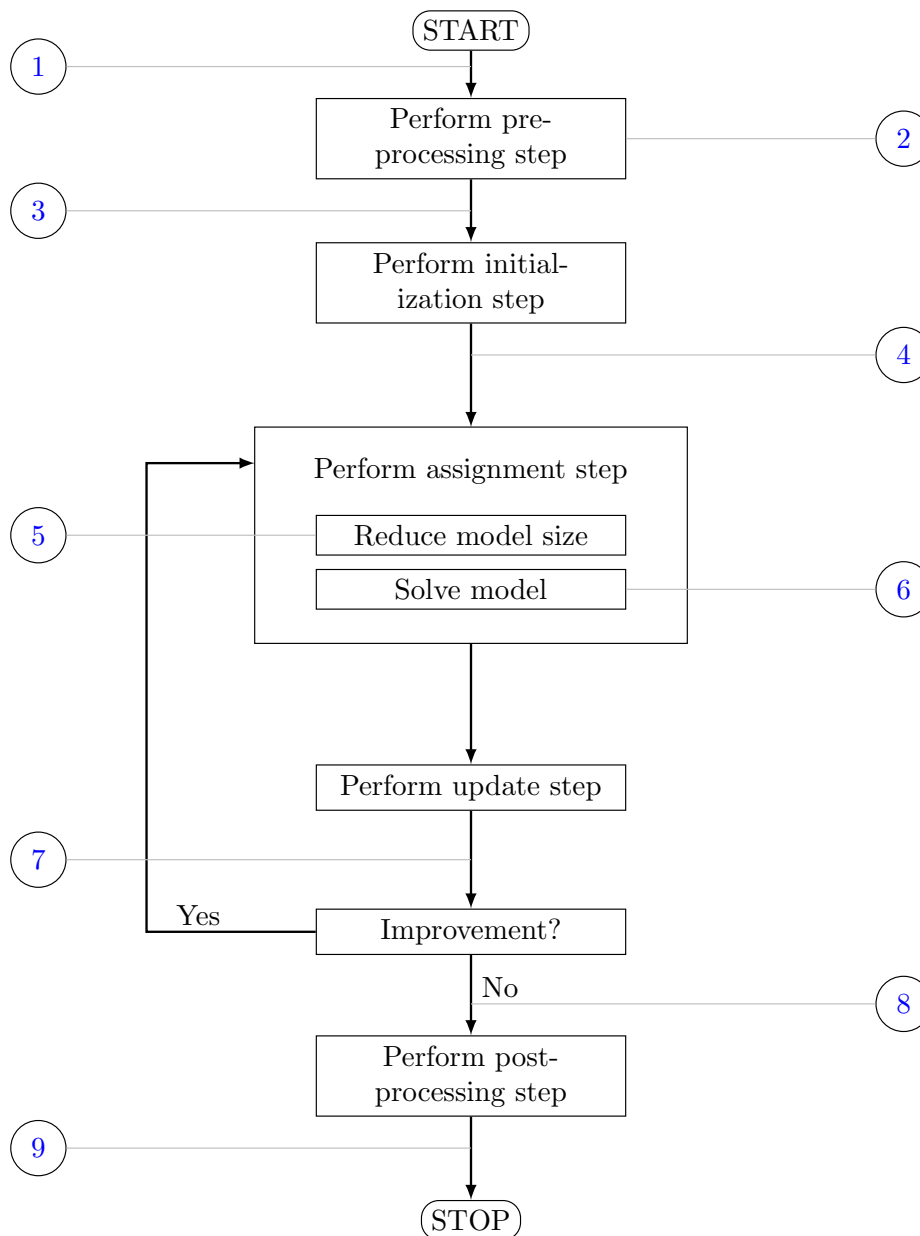 START
1
Perform pre-
processing step
2
3
Perform initial-
ization step
4
Perform assignment step
5
Reduce model size
Solve model
6
Perform update step
7
Yes
Improvement?
No
8
Perform post-
processing step
9
STOP